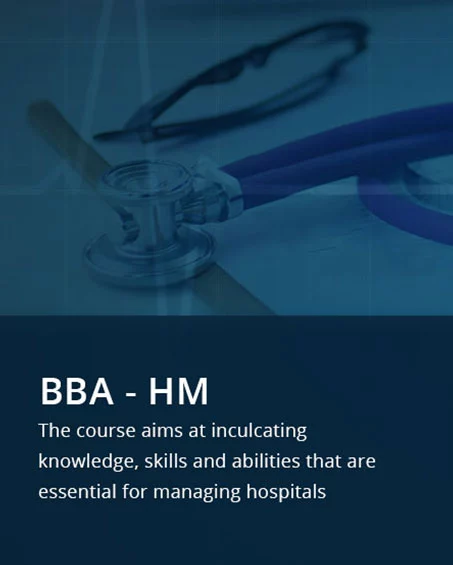 BBA - HM
The course aims at inculcating
knowledge, skills and abilities that are
essential for managing hospitals